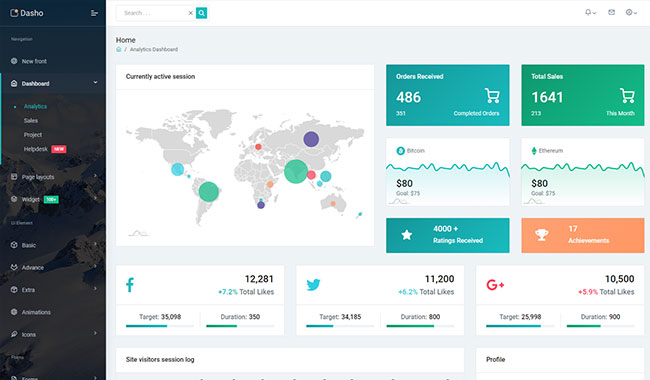 Dasho
Search. . .
Navigation
New front
Dashboard
Analytics
Sales
Project
Helpdesk NEW
Page layouts
Widget 100+
UI Element
Basic
Advance
Extra
Animations
Icons
Forms
Forms
Home
/ Analytics Dashboard
Currently active session
Orders Received
486
351 Completed Orders
Total Sales
1641
213 This Month
Bitcoin
$80
Goal: $75
Ethereum
$80
Goal: $75
4000 +
Ratings Received
17
Achievements
12,281
+7.2% Total Likes
Target: 35,098 Duration: 350
11,200
+6.2% Total Likes
Target: 34,185 Duration: 800
G+
10,500
+5.9% Total Likes
Target: 25,998 Duration: 900
Site visitors session log
Profile